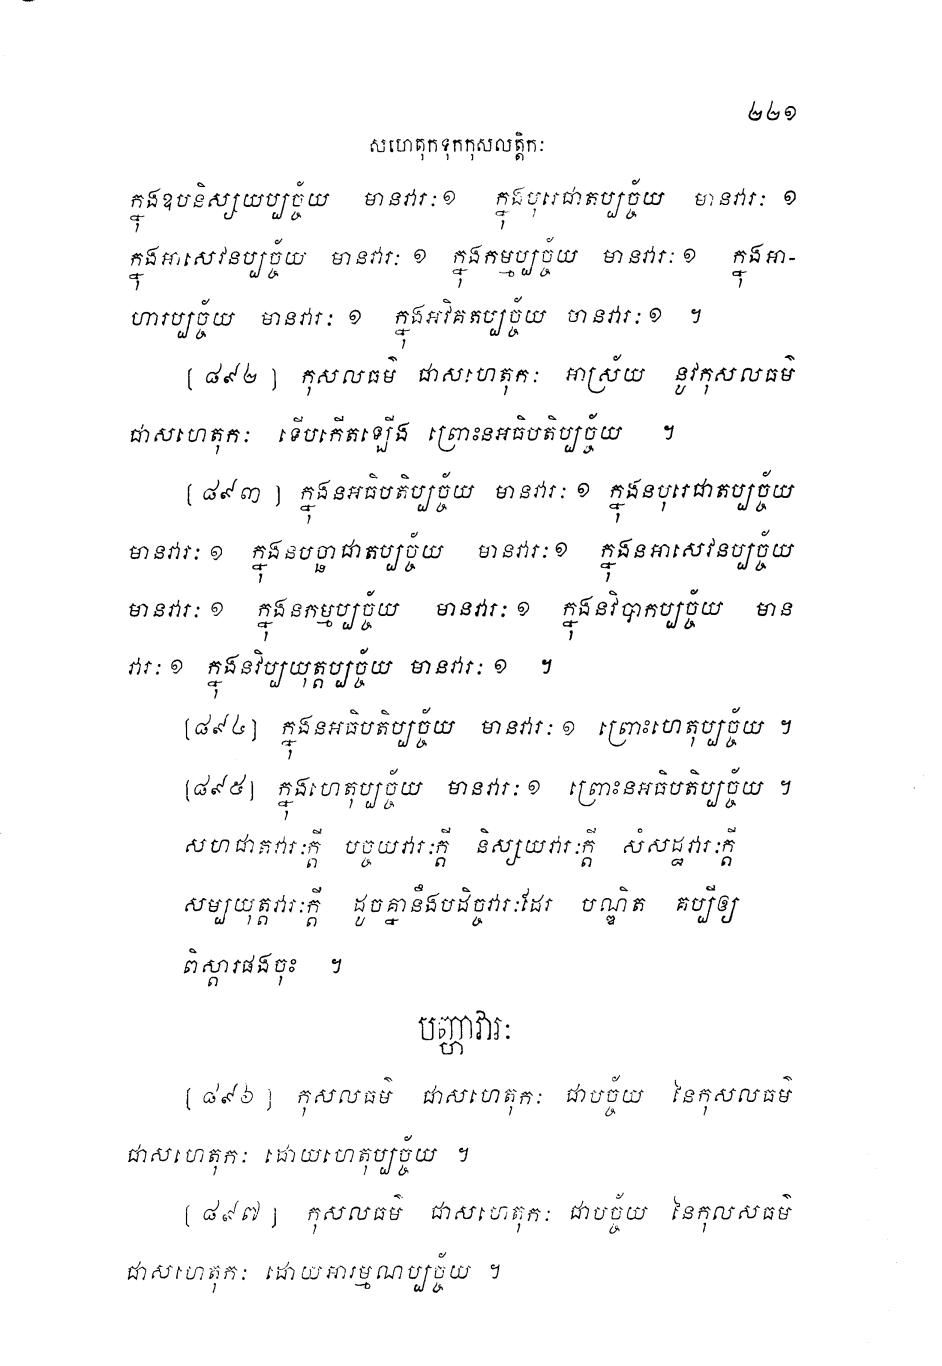 ២២១
សហេតុកទុកកុសលត្តិកៈ
ក្នុងឧបនិស្សយប្បច្ច័យ មានវារៈ១ ក្នុងបុរេជាតប្បច្ច័យ មានវារៈ ១
ក្នុងអាសេវនប្បច្ច័យ មានវារៈ ១ ក្នុងកម្មប្បច្ច័យ មានវារៈ ១ ក្នុងអា-
ហារប្បច្ច័យ មានវារៈ ១ ក្នុងអវិគតប្បច្ច័យ មានវារៈ១ ។
[៨៩២] កុសលធម៌ ជាសហេតុកៈ អាស្រ័យ នូវកុសលធម៌
ជាសហេតុកៈ ទើបកើតឡើង ព្រោះនអធិបតិប្បច្ច័យ ។
[៨៩៣] ក្នុងនអធិបតិប្បច្ច័យ មានវារៈ ១ ក្នុងនបុរេជាតប្បច្ច័យ
មានវារៈ ១ ក្នុងនបច្ឆាជាតប្បច្ច័យ មានវារៈ១ ក្នុងនអាសេវនប្បច្ច័យ
មានវារៈ ១ ក្នុងនកម្មប្បច្ច័យ មានវារៈ ១ ក្នុងនវិបាកប្បច្ច័យ មាន
វារៈ ១ ក្នុងនវិប្បយុត្តប្បច្ច័យ មានវារៈ ១ ។
[៨៩៤] ក្នុងនអធិបតិប្បច្ច័យ មានវារៈ ១ ព្រោះហេតុប្បច្ច័យ ។
[៨៩៥] ក្នុងហេតុប្បច្ច័យ មានវារៈ ១ ព្រោះនអធិបតិប្បច្ច័យ ។
សហជាតវារៈក្តី បច្ចយវារៈក្តី និស្សយវារៈក្តី សំសដ្ឋវារៈក្តី
សម្បយុត្តវារៈក្តី ដូចគ្នានឹងបដិច្ចវារៈដែរ បណ្ឌិត គប្បីឲ្យ
ពិស្តារផងចុះ ។
បញ្ហាវារៈ
[៨៩៦] កុសលធម៌ ជាសហេតុកៈ ជាបច្ច័យ នៃកុសលធម៌
ជាសហេតុកៈ ដោយហេតុប្បច្ច័យ ។
[៨៩៧] កុសលធម៌ ជាសហេតុកៈ ជាបច្ច័យ នៃកុលសធម៌
ជាសហេតុកៈ ដោយអារម្មណប្បច្ច័យ ។